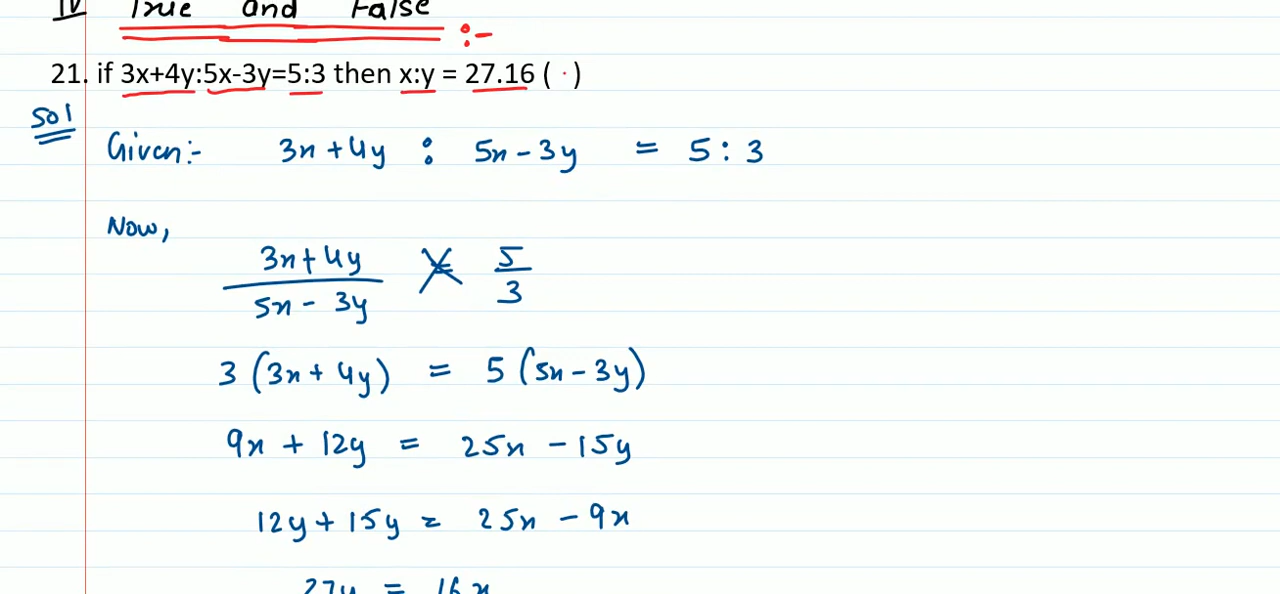 IV True and False :-
21. if 3x+4y:5x-3y=5:3 then x:y = 27.16 ( · )
Sol
Given:- 3x + 4y : 5x - 3y = 5 : 3
Now,
3x + 4y / 5x - 3y = 5 / 3
3 (3x + 4y) = 5 (5x - 3y)
9x + 12y = 25x - 15y
12y + 15y = 25x - 9x
27y = 16x